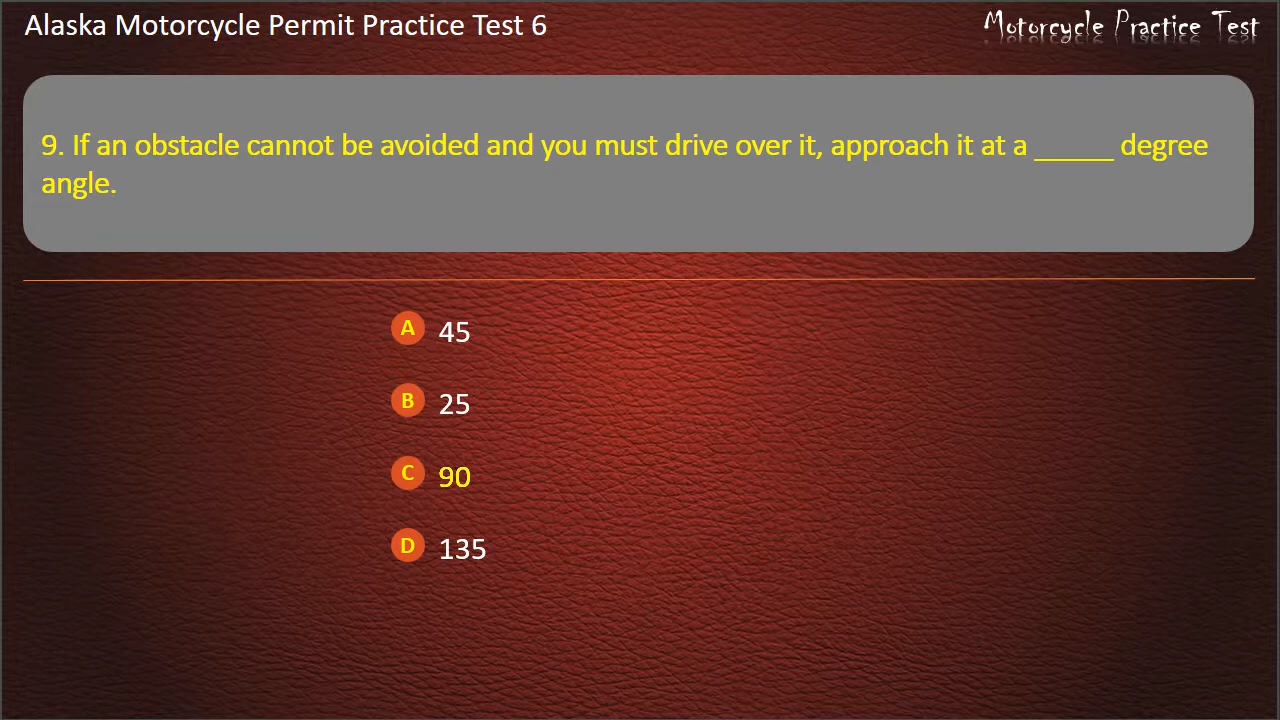 Alaska Motorcycle Permit Practice Test 6
Motorcycle Practice Test
9. If an obstacle cannot be avoided and you must drive over it, approach it at a _____ degree
angle.
A 45
B 25
C 90
D 135